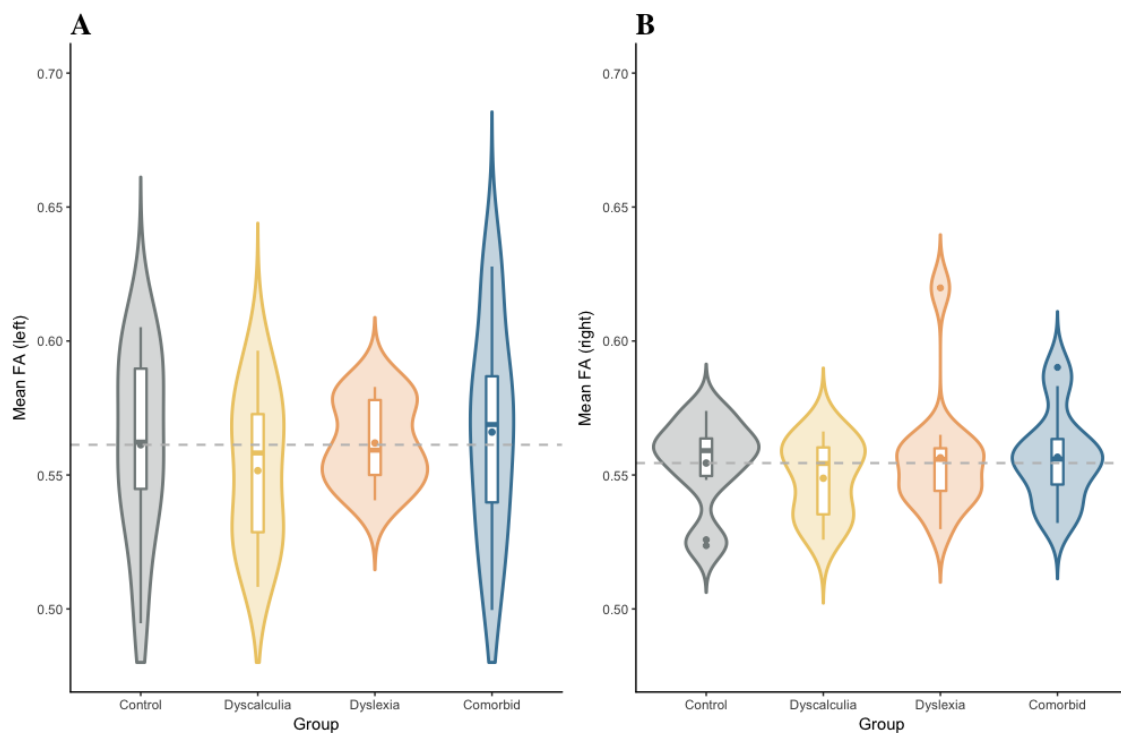 A
0.70
0.65
0.60
0.55
0.50
Mean FA (left)
Control Dyscalculia Dyslexia Comorbid
Group
B
0.70
0.65
0.60
0.55
0.50
Mean FA (right)
Control Dyscalculia Dyslexia Comorbid
Group